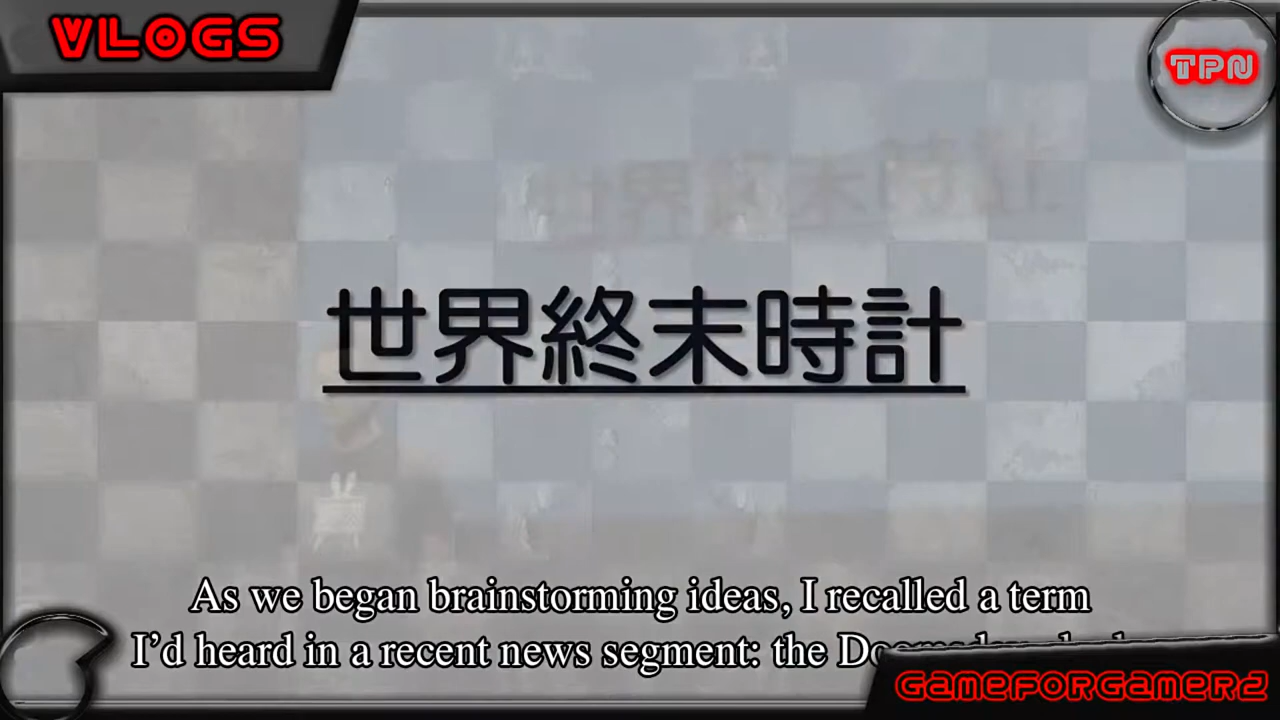 VLOGS
TPN
世界終末時計
As we began brainstorming ideas, I recalled a term
I'd heard in a recent news segment: the
GAMEFORGAMER2